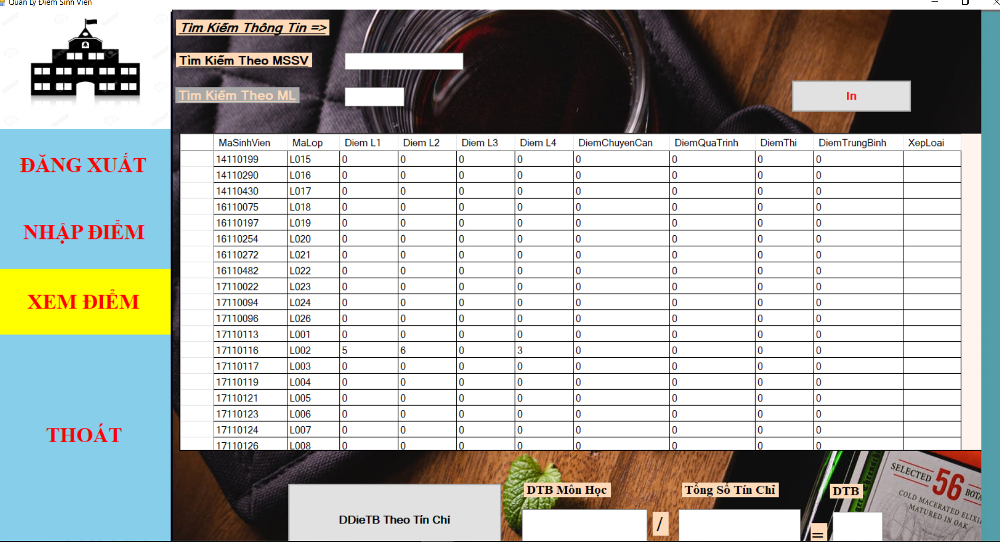 Quản Lý Điểm Sinh Viên
Tìm Kiếm Thông Tin =>
Tìm Kiếm Theo MSSV
Tìm Kiếm Theo ML
In
ĐĂNG XUẤT
NHẬP ĐIỂM
XEM ĐIỂM
THOÁT
MaSinhVien MaLop Diem L1 Diem L2 Diem L3 Diem L4 DiemChuyenCan DiemQuaTrinh DiemThi DiemTrungBinh XepLoai
14110199 L015 0 0 0 0 0 0 0 0
14110290 L016 0 0 0 0 0 0 0 0
14110430 L017 0 0 0 0 0 0 0 0
16110075 L018 0 0 0 0 0 0 0 0
16110197 L019 0 0 0 0 0 0 0 0
16110254 L020 0 0 0 0 0 0 0 0
16110272 L021 0 0 0 0 0 0 0 0
16110482 L022 0 0 0 0 0 0 0 0
17110022 L023 0 0 0 0 0 0 0 0
17110094 L024 0 0 0 0 0 0 0 0
17110096 L026 0 0 0 0 0 0 0 0
17110113 L001 0 0 0 0 0 0 0 0
17110116 L002 5 6 0 3 0 0 0 0
17110117 L003 0 0 0 0 0 0 0 0
17110119 L004 0 0 0 0 0 0 0 0
17110121 L005 0 0 0 0 0 0 0 0
17110123 L006 0 0 0 0 0 0 0 0
17110124 L007 0 0 0 0 0 0 0 0
17110126 L008 0 0 0 0 0 0 0 0
DDieTB Theo Tín Chỉ
DTB Môn Học
/
Tổng Số Tín Chỉ
=
DTB
SELECTED 56
COLD MACERATED
MATURED IN OAK